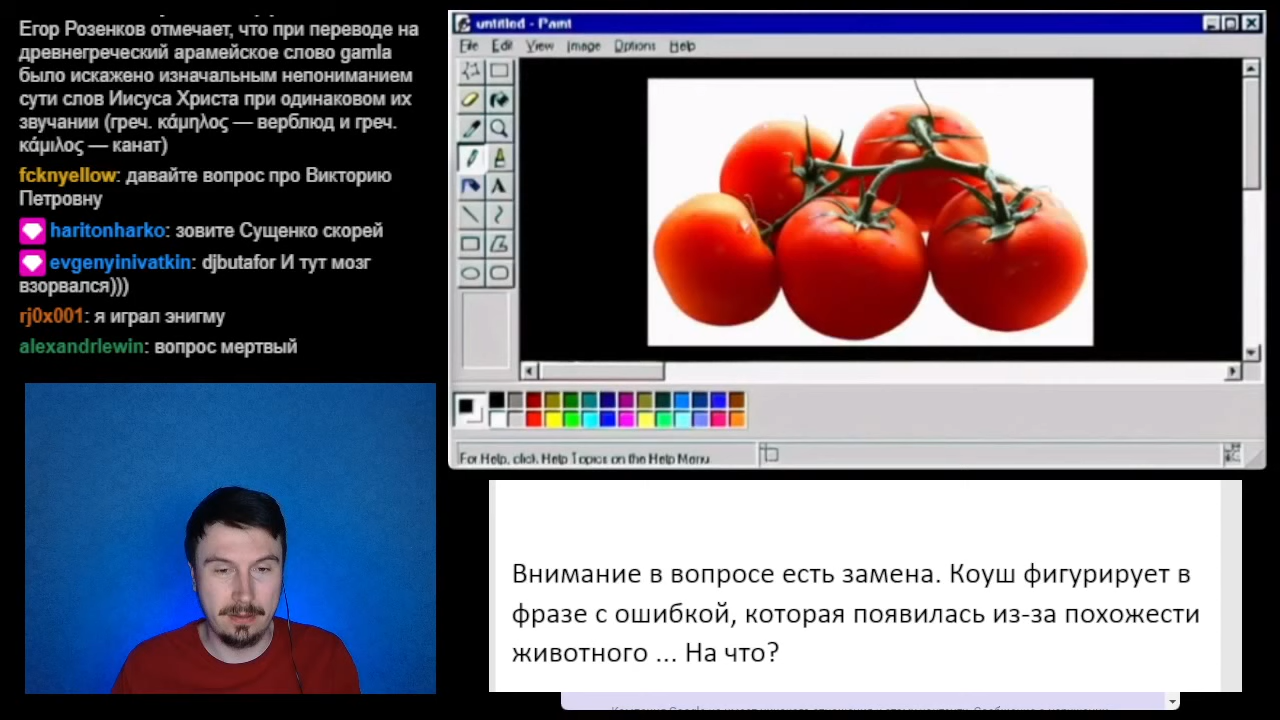 Егор Розенков отмечает, что при переводе на
древнегреческий арамейское слово gamla
было искажено изначальным непониманием
сути слов Иисуса Христа при одинаковом их
звучании (греч. κάμηλος — верблюд и греч.
κάμιλος — канат)
fcknyellow: давайте вопрос про Викторию
Петровну
haritonharko: зовите Сущенко скорей
evgenyinivatkin: djbutafor И тут мозг
взорвался)))
rj0x001: я играл энигму
alexandrlewin: вопрос мертвый
untitled - Paint
File Edit View Image Options Help
A
For Help, click Help Topics on the Help Menu.
Внимание в вопросе есть замена. Коуш фигурирует в
фразе с ошибкой, которая появилась из-за похожести
животного ... На что?